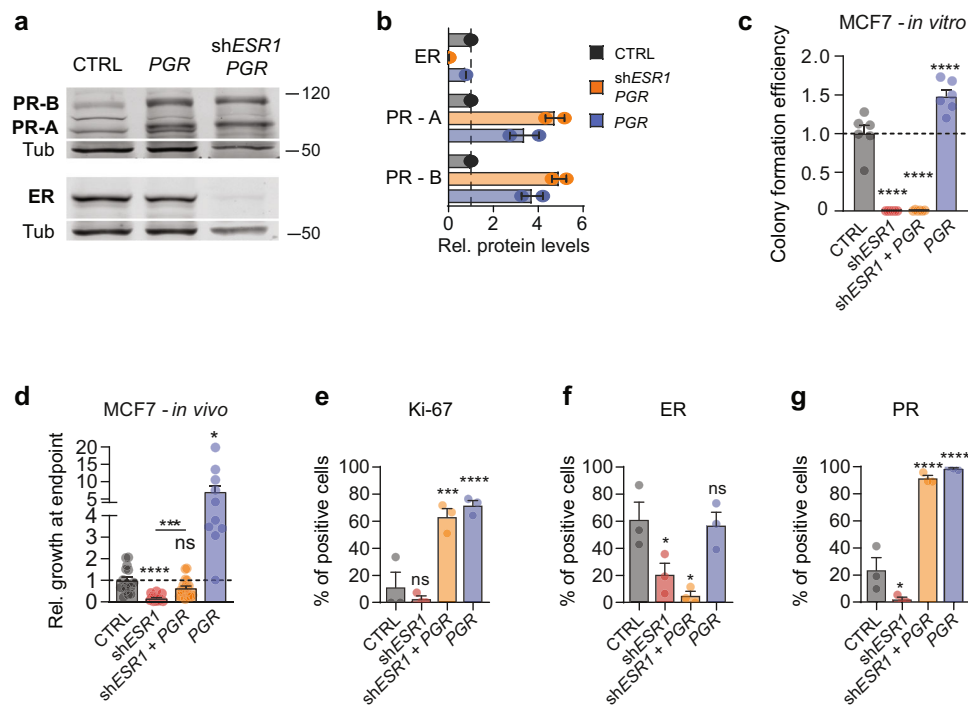 a
CTRL
PGR
shESR1
PGR
PR-B
PR-A
Tub
—120
—50
ER
Tub
—50
b
ER
PR - A
PR - B
0 2 4 6
Rel. protein levels
CTRL
shESR1
PGR
PGR
c
MCF7 - in vitro
Colony formation efficiency
2.0
1.5
1.0
0.5
0
****
****
****
CTRL
shESR1
shESR1 + PGR
PGR
d
MCF7 - in vivo
Rel. growth at endpoint
20
15
10
5
4
2
1
0
****
***
ns
*
CTRL
shESR1
shESR1 + PGR
PGR
e
Ki-67
% of positive cells
100
80
60
40
20
0
ns
***
****
CTRL
shESR1
shESR1 + PGR
PGR
f
ER
% of positive cells
100
80
60
40
20
0
*
*
ns
CTRL
shESR1
shESR1 + PGR
PGR
g
PR
% of positive cells
100
80
60
40
20
0
*
****
****
CTRL
shESR1
shESR1 + PGR
PGR